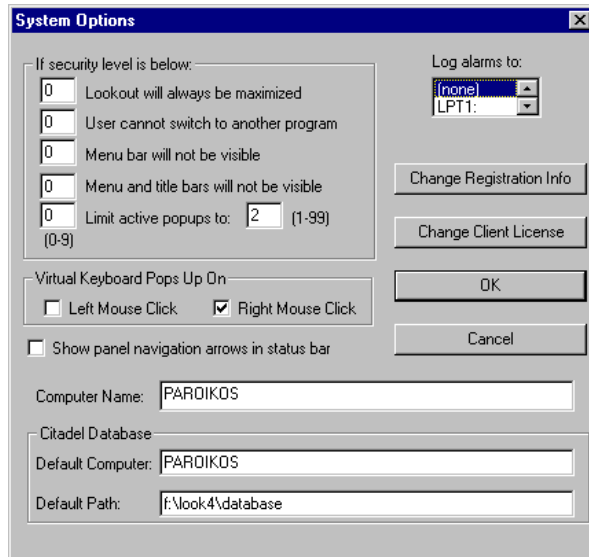 System Options
If security level is below:
0 Lookout will always be maximized
0 User cannot switch to another program
0 Menu bar will not be visible
0 Menu and title bars will not be visible
0 Limit active popups to: 2 (1-99)
(0-9)
Log alarms to:
(none)
LPT1:
Change Registration Info
Change Client License
OK
Cancel
Virtual Keyboard Pops Up On
Left Mouse Click Right Mouse Click
Show panel navigation arrows in status bar
Computer Name: PAROIKOS
Citadel Database
Default Computer: PAROIKOS
Default Path: f:\look4\database